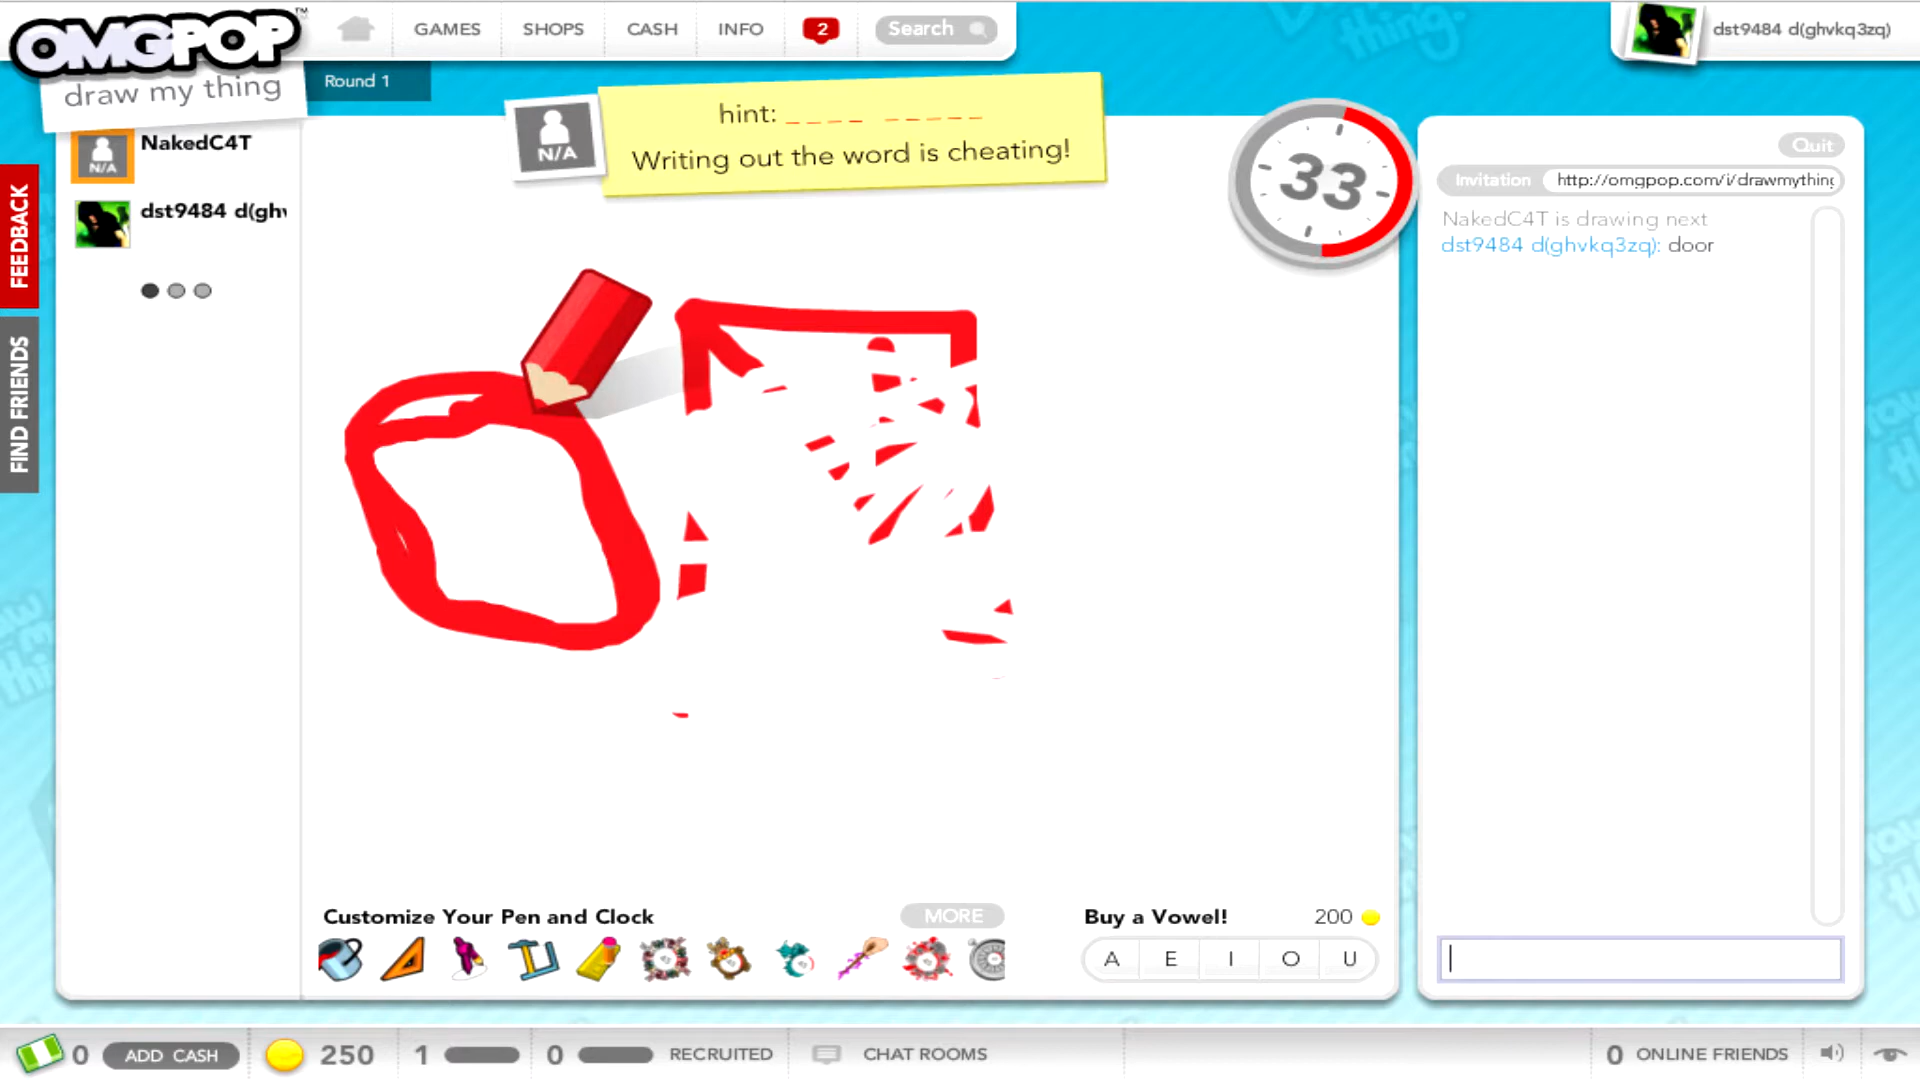 OMGPOP™
draw my thing
GAMES
SHOPS
CASH
INFO
2
Search
dst9484 d(ghvkq3zq)
Round 1
N/A
NakedC4T
N/A
hint: _ _ _ _  _ _ _ _ _
Writing out the word is cheating!
33
Quit
Invitation
http://omgpop.com/i/drawmything
NakedC4T is drawing next
dst9484 d(ghvkq3zq): door
dst9484 d(ghv
FEEDBACK
FIND FRIENDS
Customize Your Pen and Clock
MORE
Buy a Vowel!
200
A E I O U
0
ADD CASH
250
1
0
RECRUITED
CHAT ROOMS
0 ONLINE FRIENDS